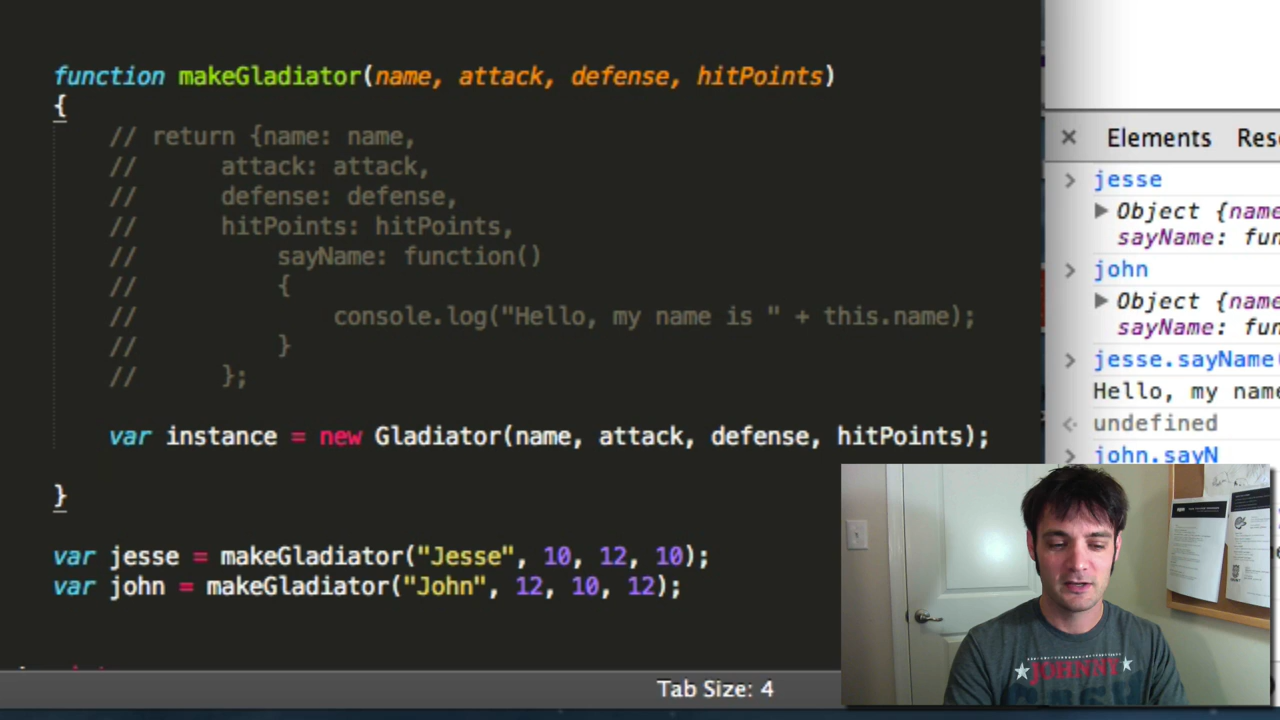 function makeGladiator(name, attack, defense, hitPoints)
{
// return {name: name,
// attack: attack,
// defense: defense,
// hitPoints: hitPoints,
// sayName: function()
// {
// console.log("Hello, my name is " + this.name);
// }
// };
var instance = new Gladiator(name, attack, defense, hitPoints);
}
var jesse = makeGladiator("Jesse", 10, 12, 10);
var john = makeGladiator("John", 12, 10, 12);
Tab Size: 4
× Elements Res
> jesse
▶ Object {name
sayName: fun
> john
▶ Object {name
sayName: fun
> jesse.sayName(
Hello, my name
undefined
> john.sayN
JOHNNY